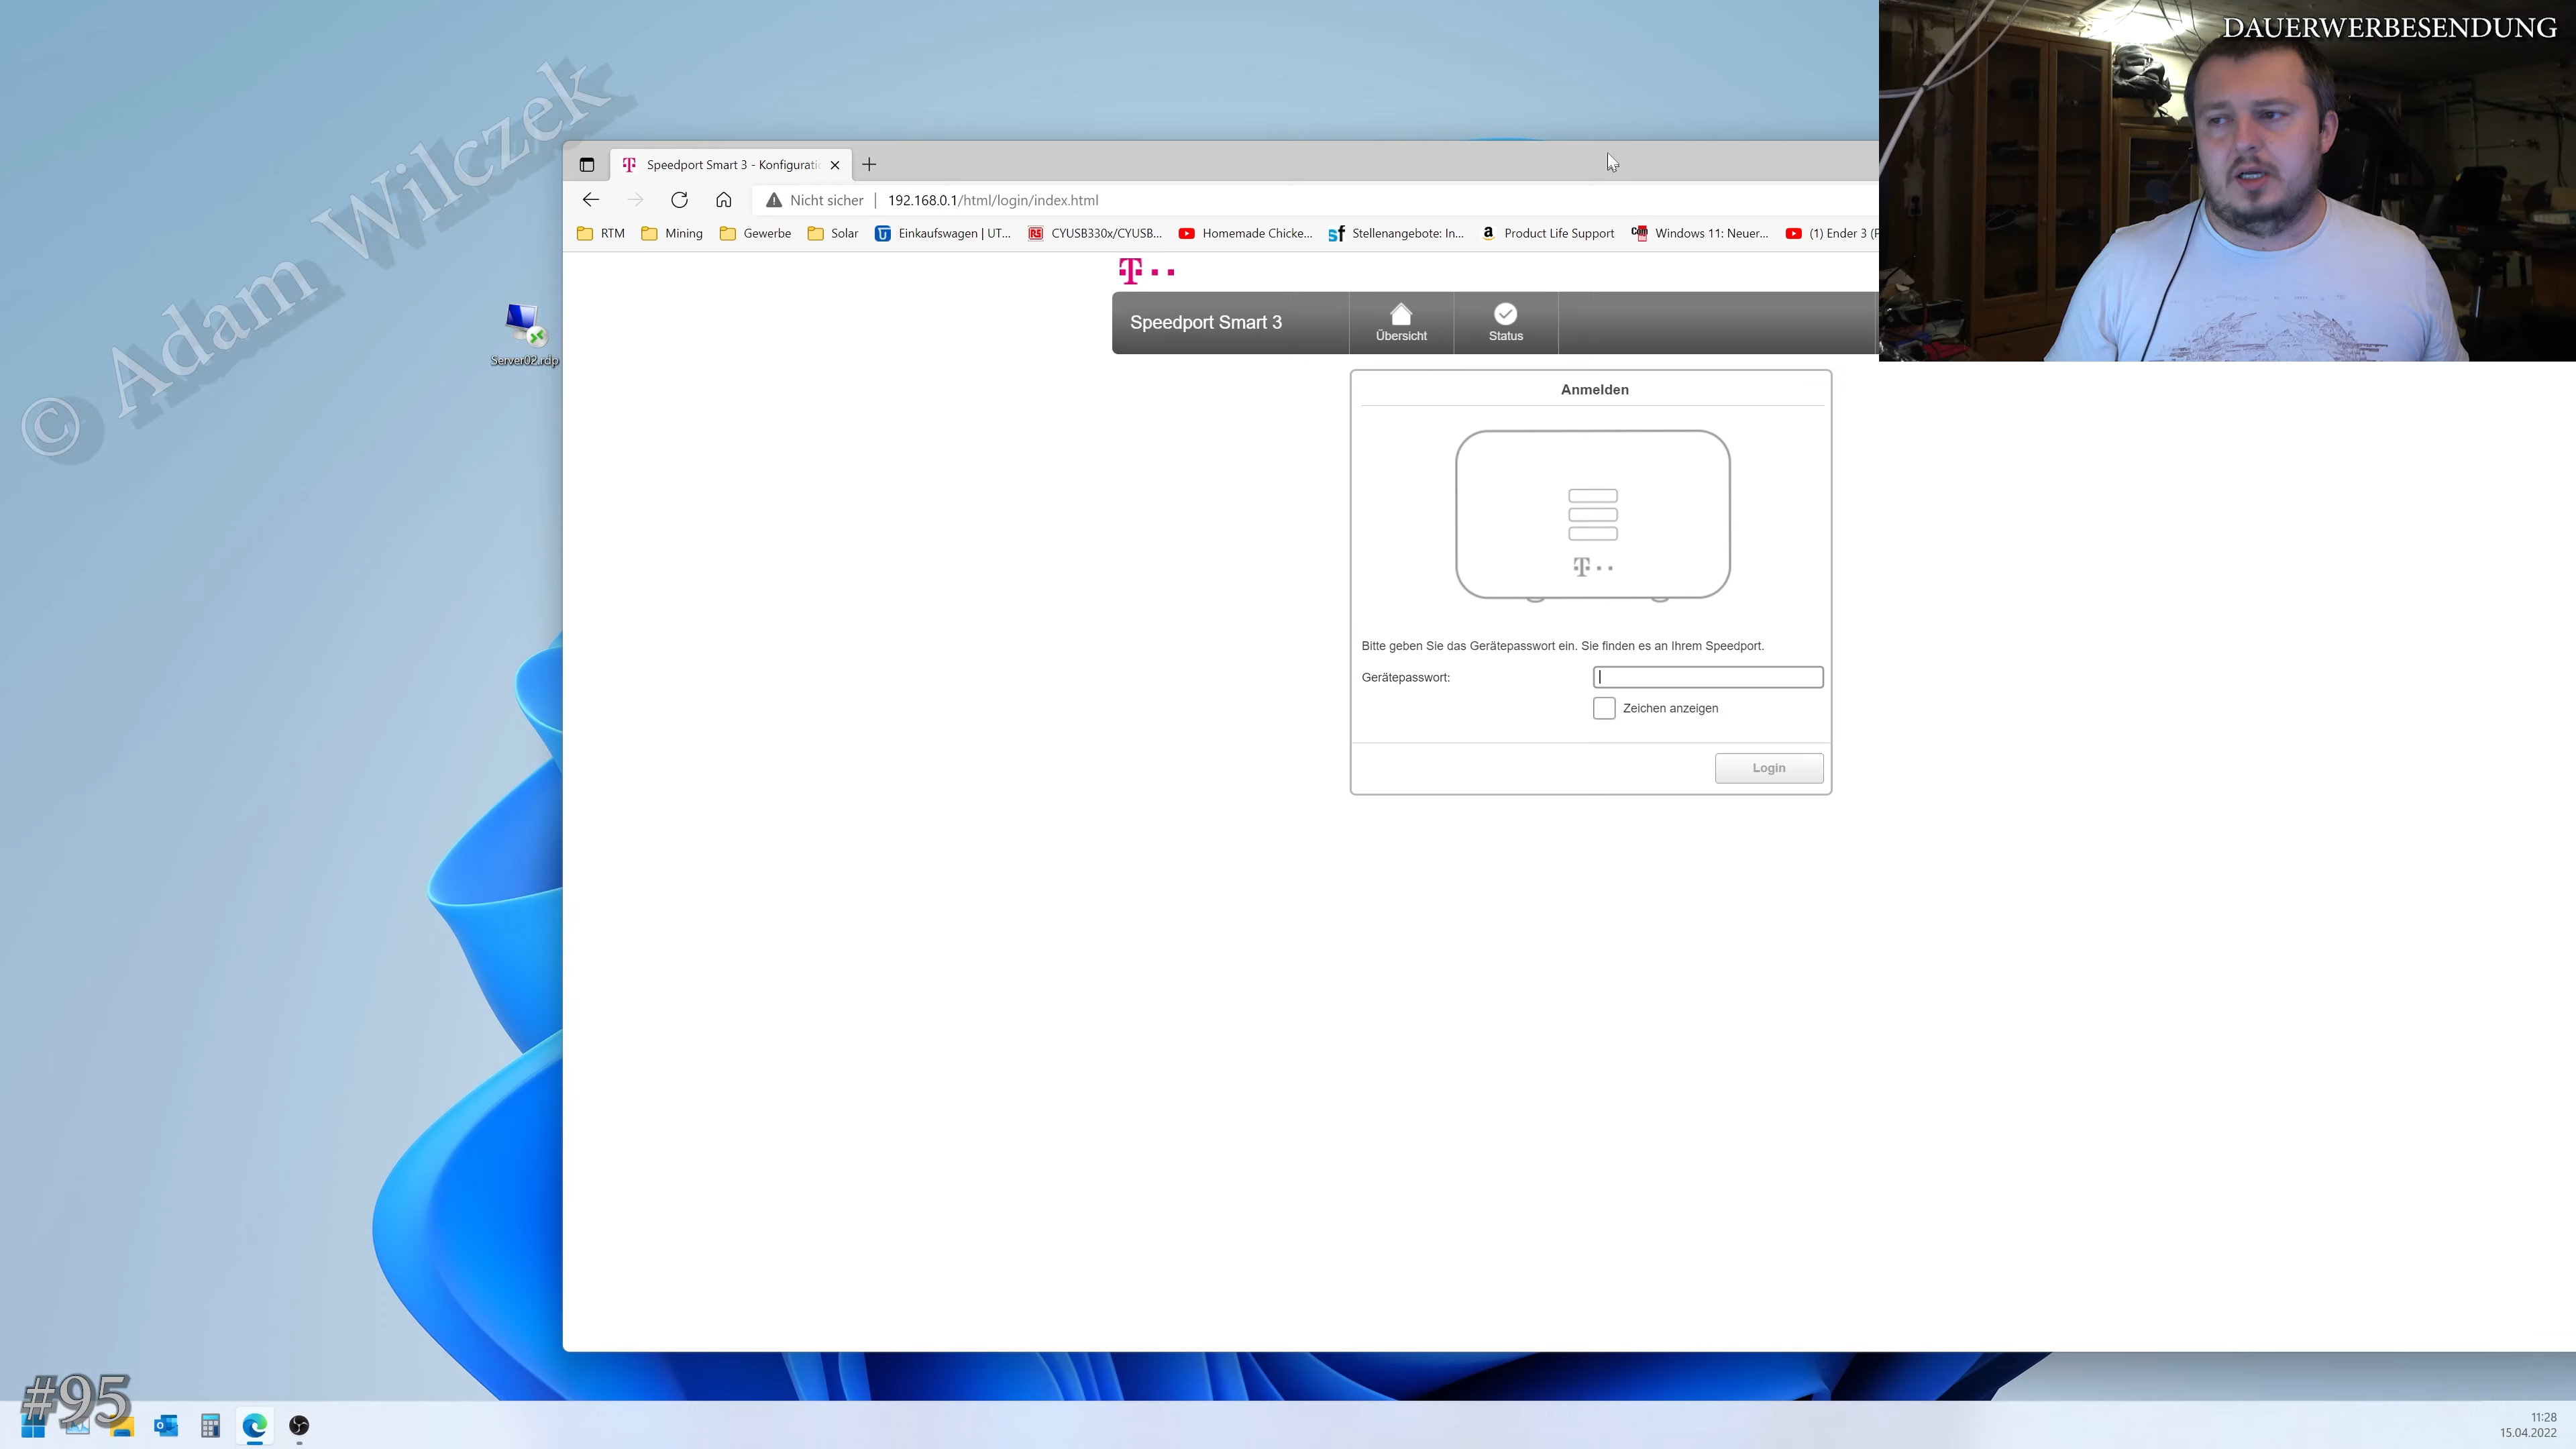 DAUERWERBESENDUNG
© Adam Wilczek
Speedport Smart 3 - Konfiguratio
Nicht sicher
192.168.0.1/html/login/index.html
RTM
Mining
Gewerbe
Solar
Einkaufswagen | UT...
CYUSB330x/CYUSB...
Homemade Chicke...
Stellenangebote: In...
Product Life Support
Windows 11: Neuer...
(1) Ender 3 (P
Server02.rdp
Speedport Smart 3
Übersicht
Status
Anmelden
Bitte geben Sie das Gerätepasswort ein. Sie finden es an Ihrem Speedport.
Gerätepasswort:
Zeichen anzeigen
Login
#95
11:28
15.04.2022